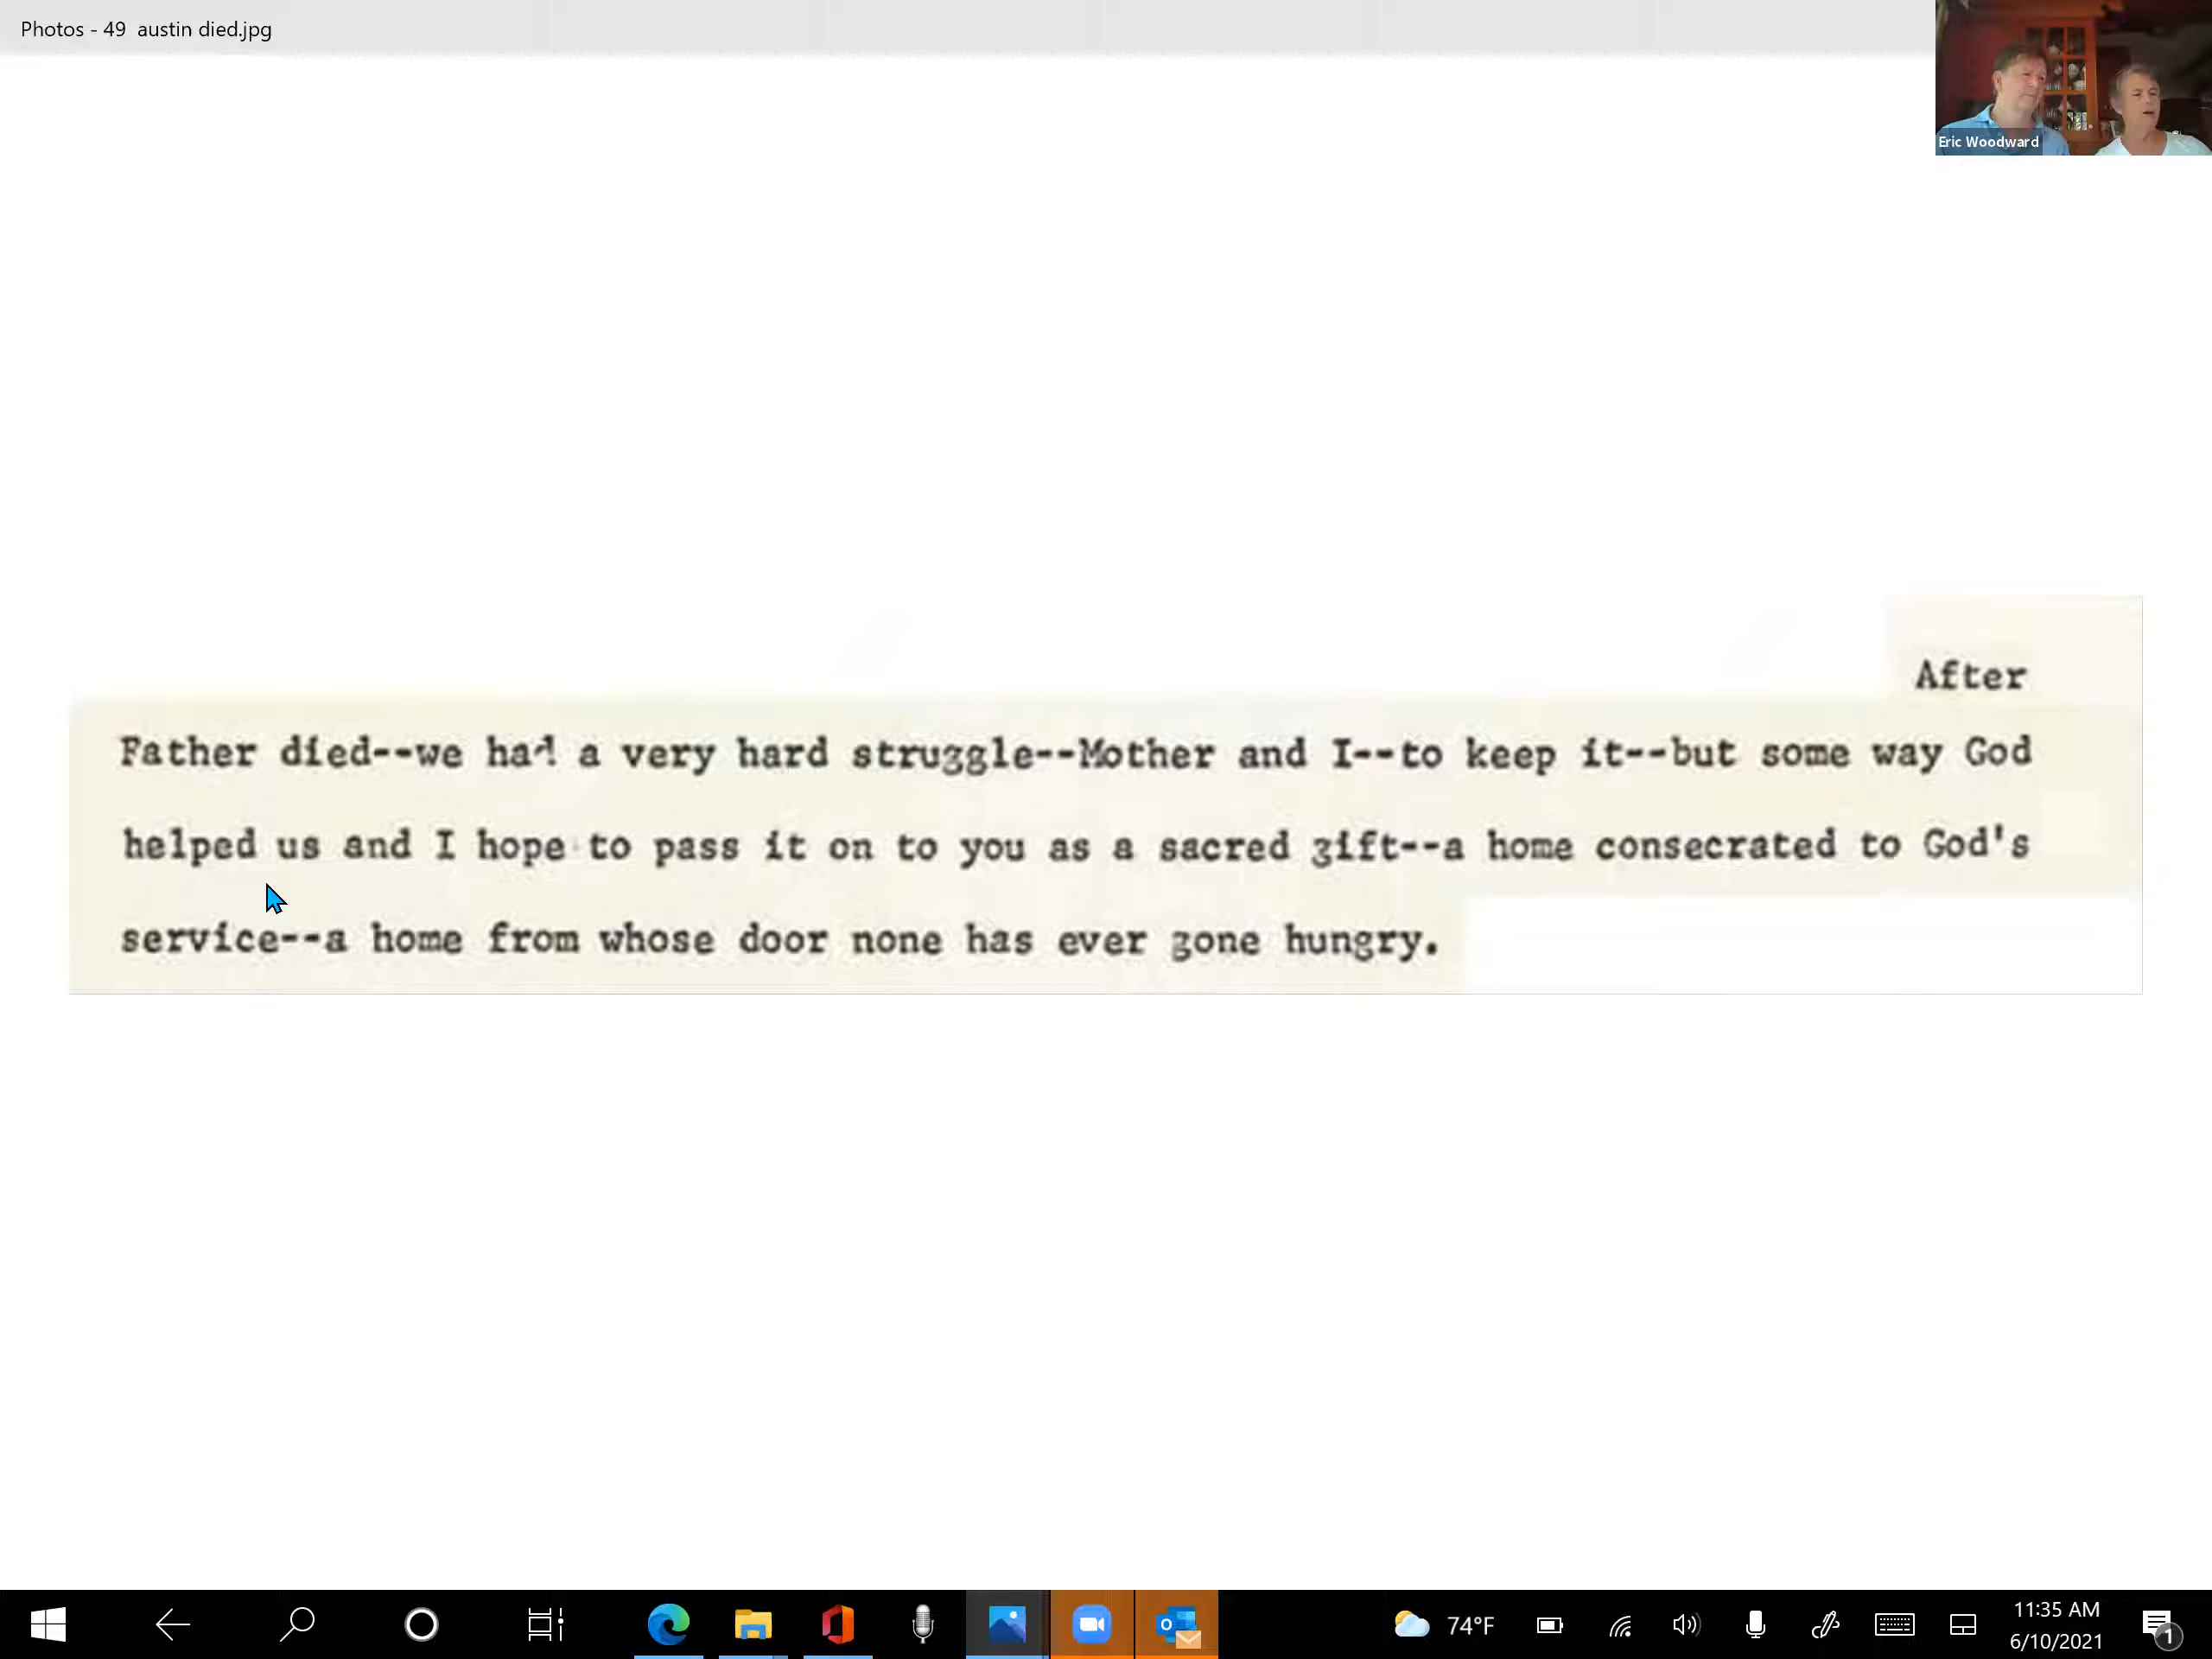 Photos - 49 austin died.jpg
Eric Woodward
After
Father died--we had a very hard struggle--Mother and I--to keep it--but some way God
helped us and I hope to pass it on to you as a sacred gift--a home consecrated to God's
service--a home from whose door none has ever gone hungry.
74°F
11:35 AM
6/10/2021
1